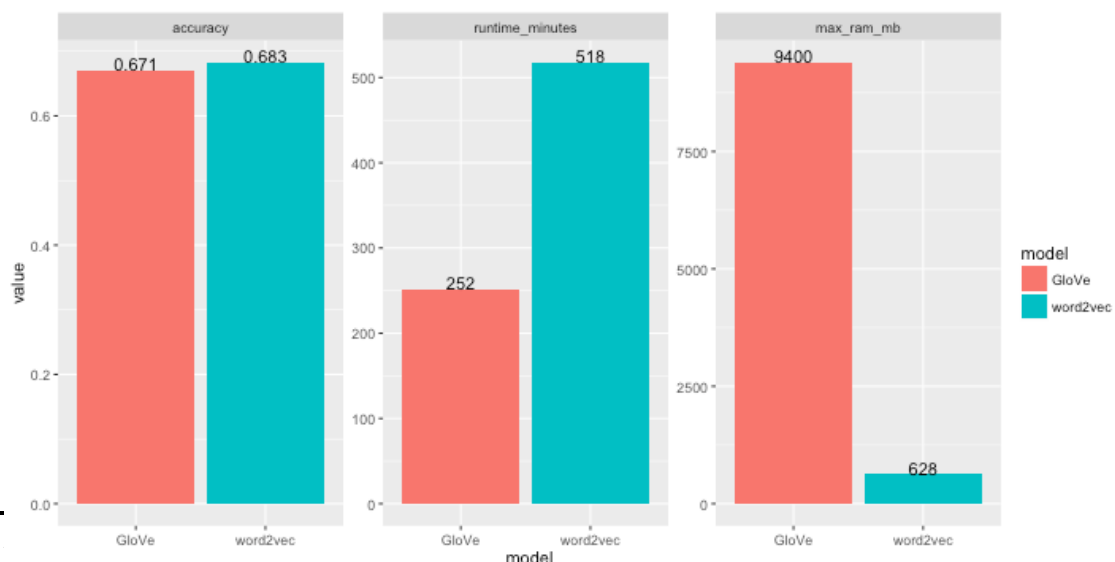 accuracy
runtime_minutes
max_ram_mb
value
0.6
0.4
0.2
0.0
0.671
0.683
GloVe
word2vec
500
400
300
200
100
0
252
518
GloVe
word2vec
7500
5000
2500
0
9400
628
GloVe
word2vec
model
model
GloVe
word2vec